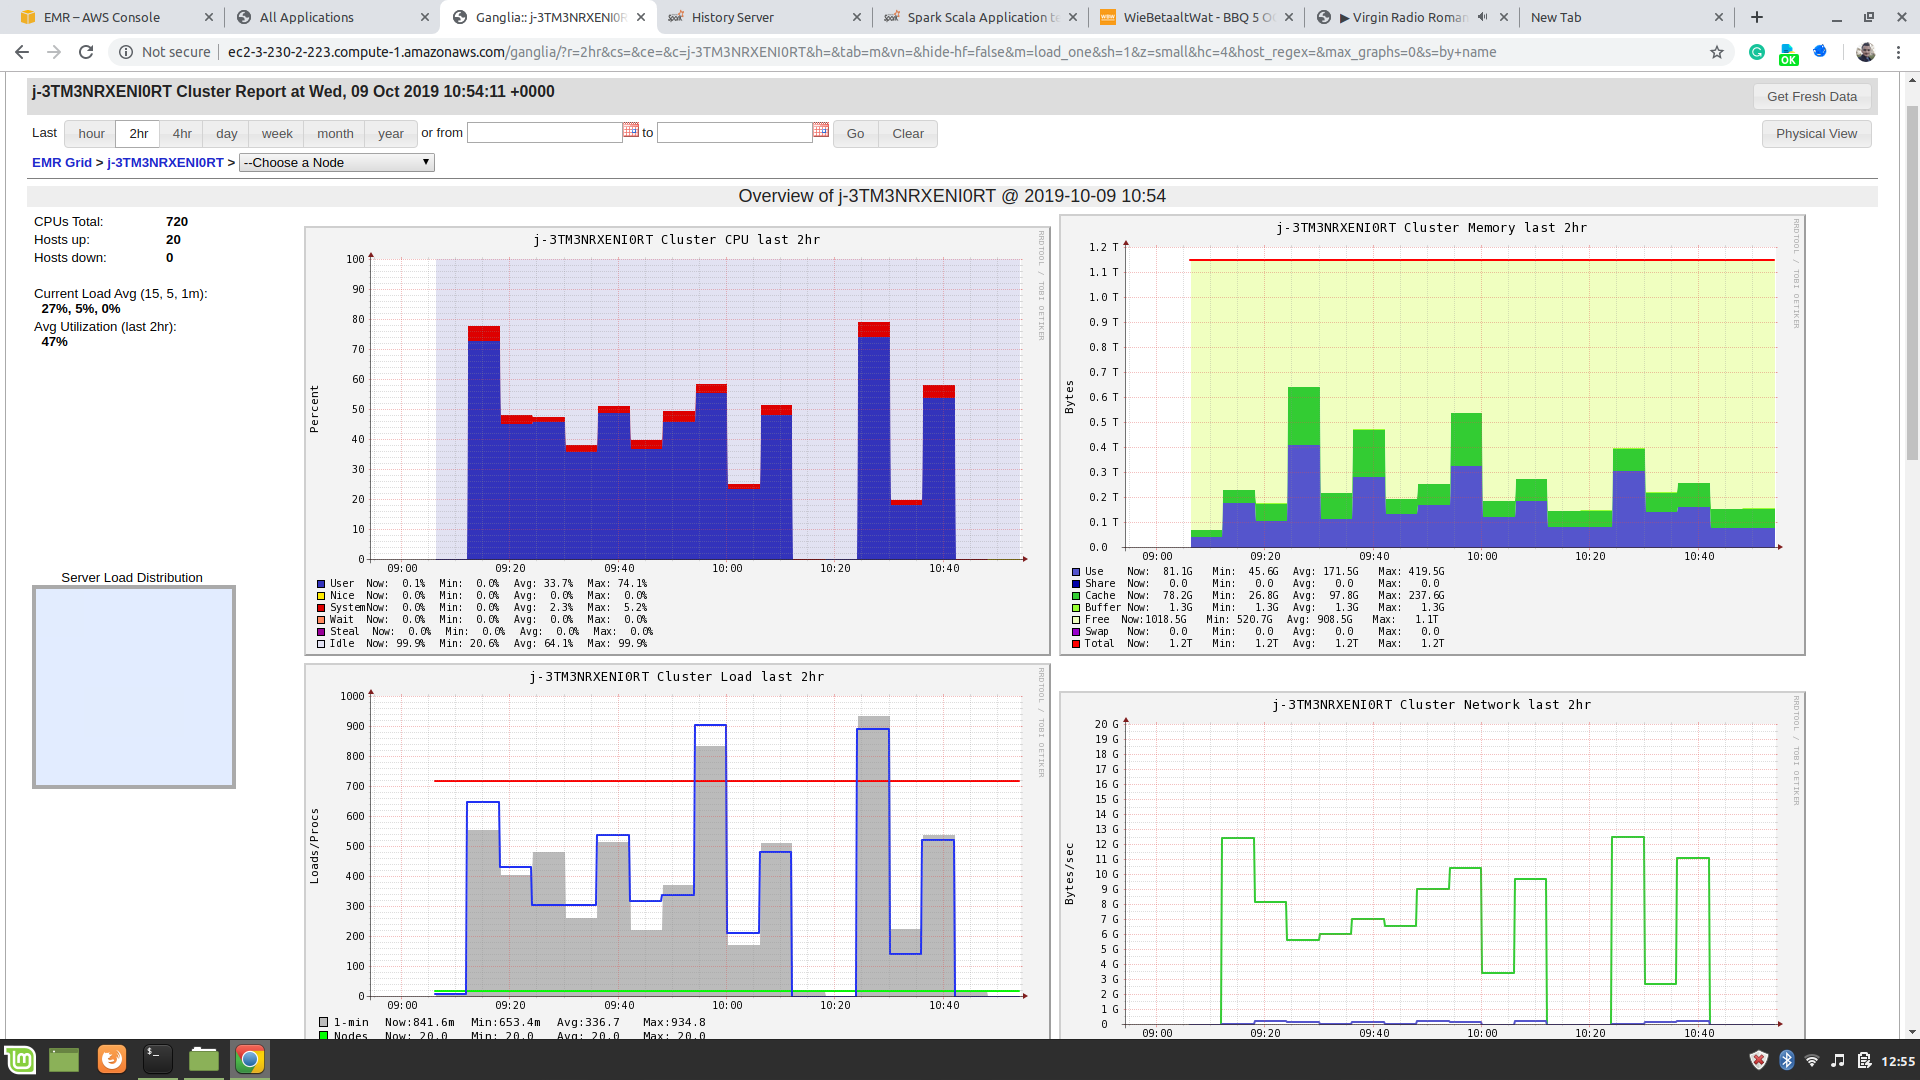 EMR – AWS Console
All Applications
Ganglia:: j-3TM3NRXENI0R
History Server
Spark Scala Application te
WieBetaaltWat - BBQ 5 O
▶ Virgin Radio Roman
New Tab
Not secure
ec2-3-230-2-223.compute-1.amazonaws.com/ganglia/?r=2hr&cs=&ce=&c=j-3TM3NRXENI0RT&h=&tab=m&vn=&hide-hf=false&m=load_one&sh=1&z=small&hc=4&host_regex=&max_graphs=0&s=by+name
OK
j-3TM3NRXENI0RT Cluster Report at Wed, 09 Oct 2019 10:54:11 +0000
Get Fresh Data
Last hour 2hr 4hr day week month year or from to Go Clear
Physical View
EMR Grid > j-3TM3NRXENI0RT > --Choose a Node
Overview of j-3TM3NRXENI0RT @ 2019-10-09 10:54
CPUs Total: 720
Hosts up: 20
Hosts down: 0
Current Load Avg (15, 5, 1m):
27%, 5%, 0%
Avg Utilization (last 2hr):
47%
Server Load Distribution
j-3TM3NRXENI0RT Cluster CPU last 2hr
RRDTOOL / TOBI OETIKER
Percent
100
90
80
70
60
50
40
30
20
10
0
09:00 09:20 09:40 10:00 10:20 10:40
User Now: 0.1% Min: 0.0% Avg: 33.7% Max: 74.1%
Nice Now: 0.0% Min: 0.0% Avg: 0.0% Max: 0.0%
System Now: 0.0% Min: 0.0% Avg: 2.3% Max: 5.2%
Wait Now: 0.0% Min: 0.0% Avg: 0.0% Max: 0.0%
Steal Now: 0.0% Min: 0.0% Avg: 0.0% Max: 0.0%
Idle Now: 99.9% Min: 20.6% Avg: 64.1% Max: 99.9%
j-3TM3NRXENI0RT Cluster Memory last 2hr
RRDTOOL / TOBI OETIKER
Bytes
1.2 T
1.1 T
1.0 T
0.9 T
0.8 T
0.7 T
0.6 T
0.5 T
0.4 T
0.3 T
0.2 T
0.1 T
0.0
09:00 09:20 09:40 10:00 10:20 10:40
Use Now: 81.1G Min: 45.6G Avg: 171.5G Max: 419.5G
Share Now: 0.0 Min: 0.0 Avg: 0.0 Max: 0.0
Cache Now: 78.2G Min: 26.8G Avg: 97.8G Max: 237.6G
Buffer Now: 1.3G Min: 1.3G Avg: 1.3G Max: 1.3G
Free Now:1018.5G Min: 520.7G Avg: 908.5G Max: 1.1T
Swap Now: 0.0 Min: 0.0 Avg: 0.0 Max: 0.0
Total Now: 1.2T Min: 1.2T Avg: 1.2T Max: 1.2T
j-3TM3NRXENI0RT Cluster Load last 2hr
RRDTOOL / TOBI OETIKER
Loads/Procs
1000
900
800
700
600
500
400
300
200
100
0
09:00 09:20 09:40 10:00 10:20 10:40
1-min Now:841.6m Min:653.4m Avg:336.7 Max:934.8
Nodes Now: 20.0 Min: 20.0 Avg: 20.0 Max: 20.0
j-3TM3NRXENI0RT Cluster Network last 2hr
RRDTOOL / TOBI OETIKER
Bytes/sec
20 G
19 G
18 G
17 G
16 G
15 G
14 G
13 G
12 G
11 G
10 G
9 G
8 G
7 G
6 G
5 G
4 G
3 G
2 G
1 G
0
09:00 09:20 09:40 10:00 10:20 10:40
12:55